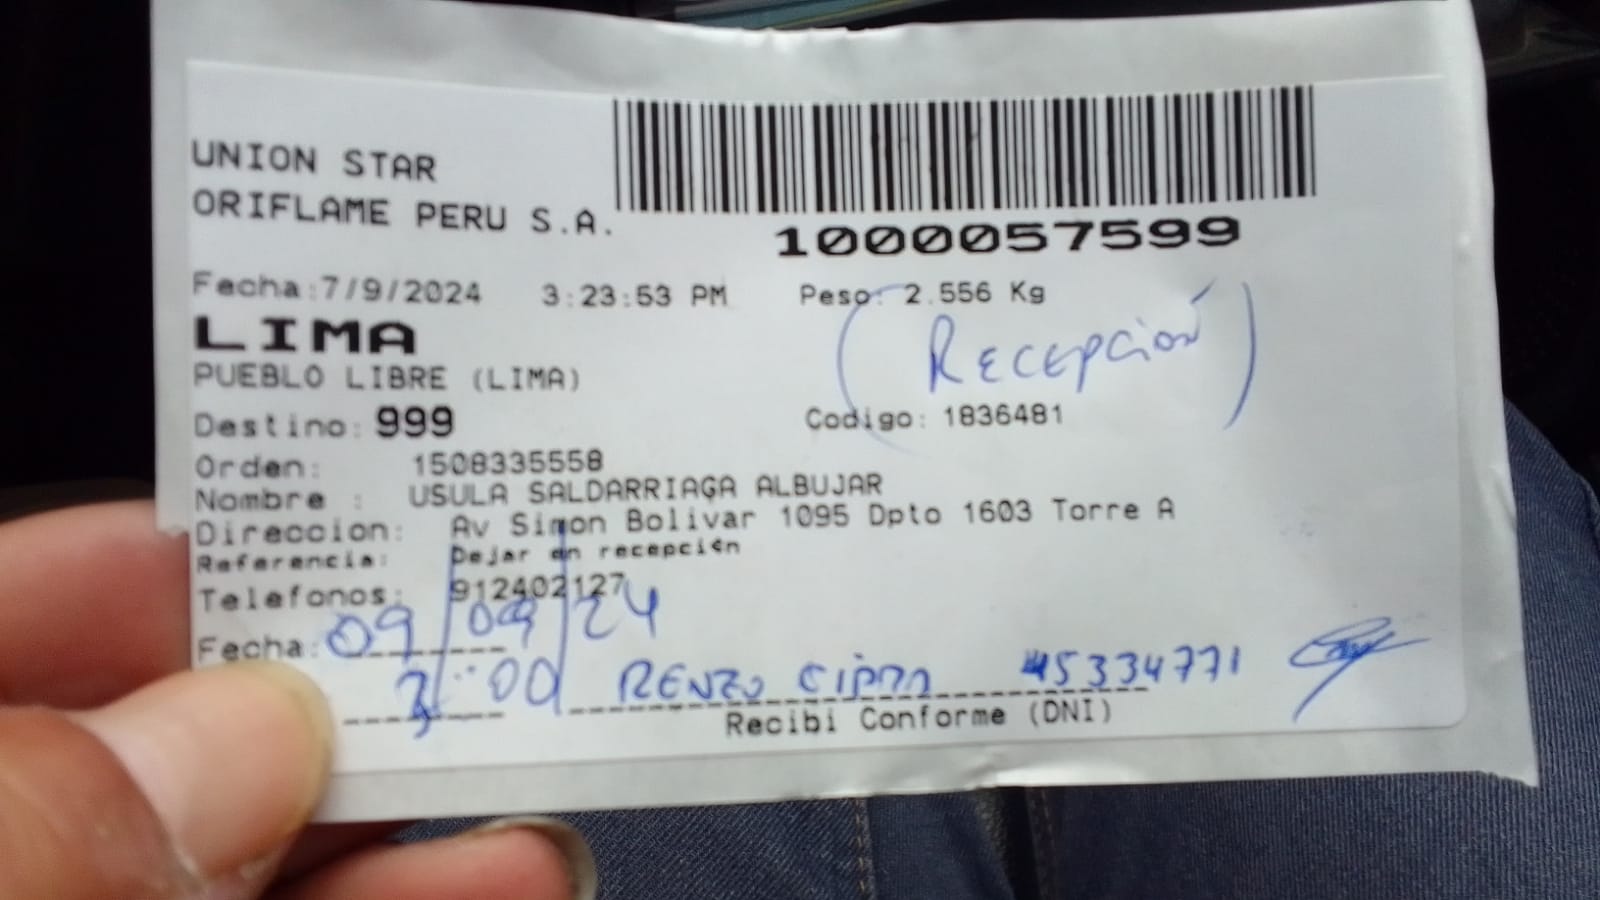 UNION STAR
ORIFLAME PERU S.A.
1000057599
Fecha:7/9/2024 3:23:53 PM Peso: 2.556 Kg
LIMA
(Recepción)
PUEBLO LIBRE (LIMA)
Destino: 999 Codigo: 1836481
Orden: 1508335558
Nombre : USULA SALDARRIAGA ALBUJAR
Direccion: Av Simon Bolivar 1095 Dpto 1603 Torre A
Referencia: Dejar en recepción
Telefonos: 912402127
Fecha: 09/09/24
3:00 RENZO 45334771
Recibi Conforme (DNI)